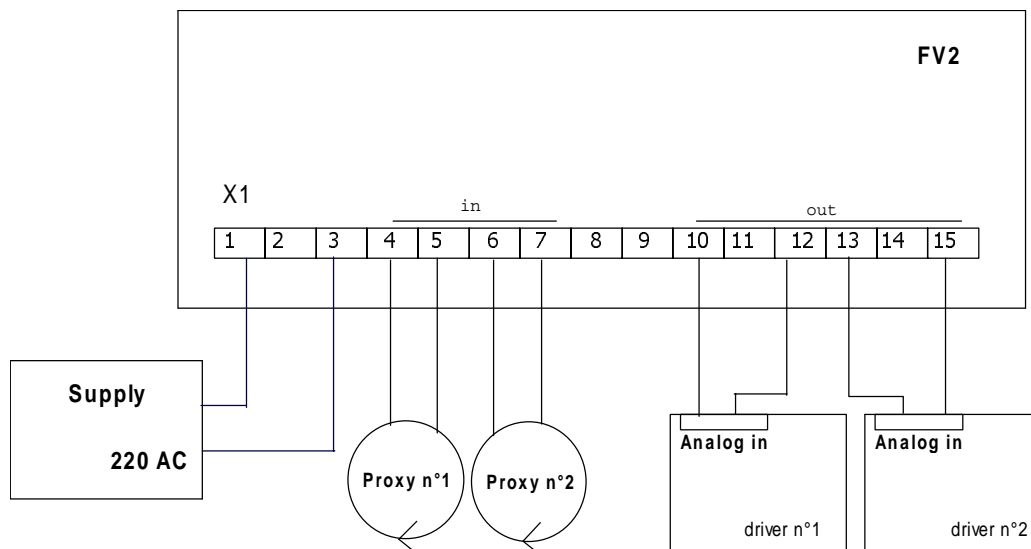 FV2
X1
in
out
1 2 3 4 5 6 7 8 9 10 11 12 13 14 15
Supply
220 AC
Proxy n°1
Proxy n°2
Analog in
Analog in
driver n°1
driver n°2